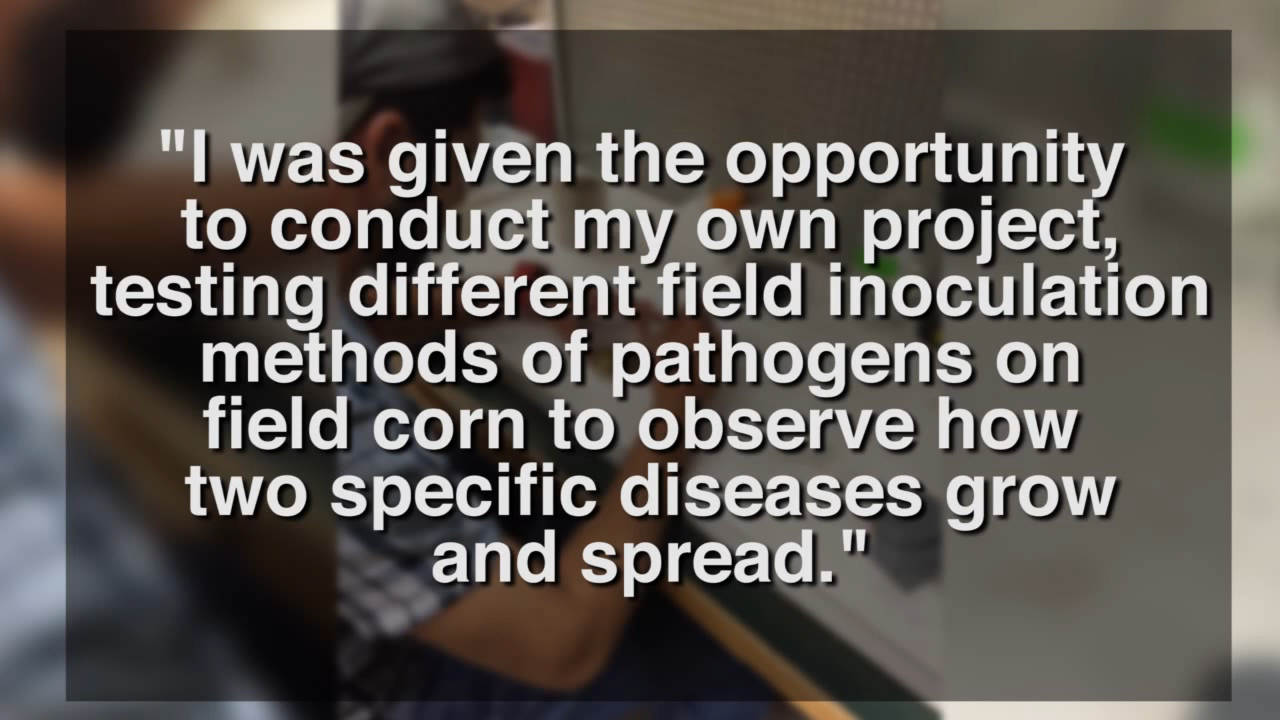 "I was given the opportunity
to conduct my own project,
testing different field inoculation
methods of pathogens on
field corn to observe how
two specific diseases grow
and spread."